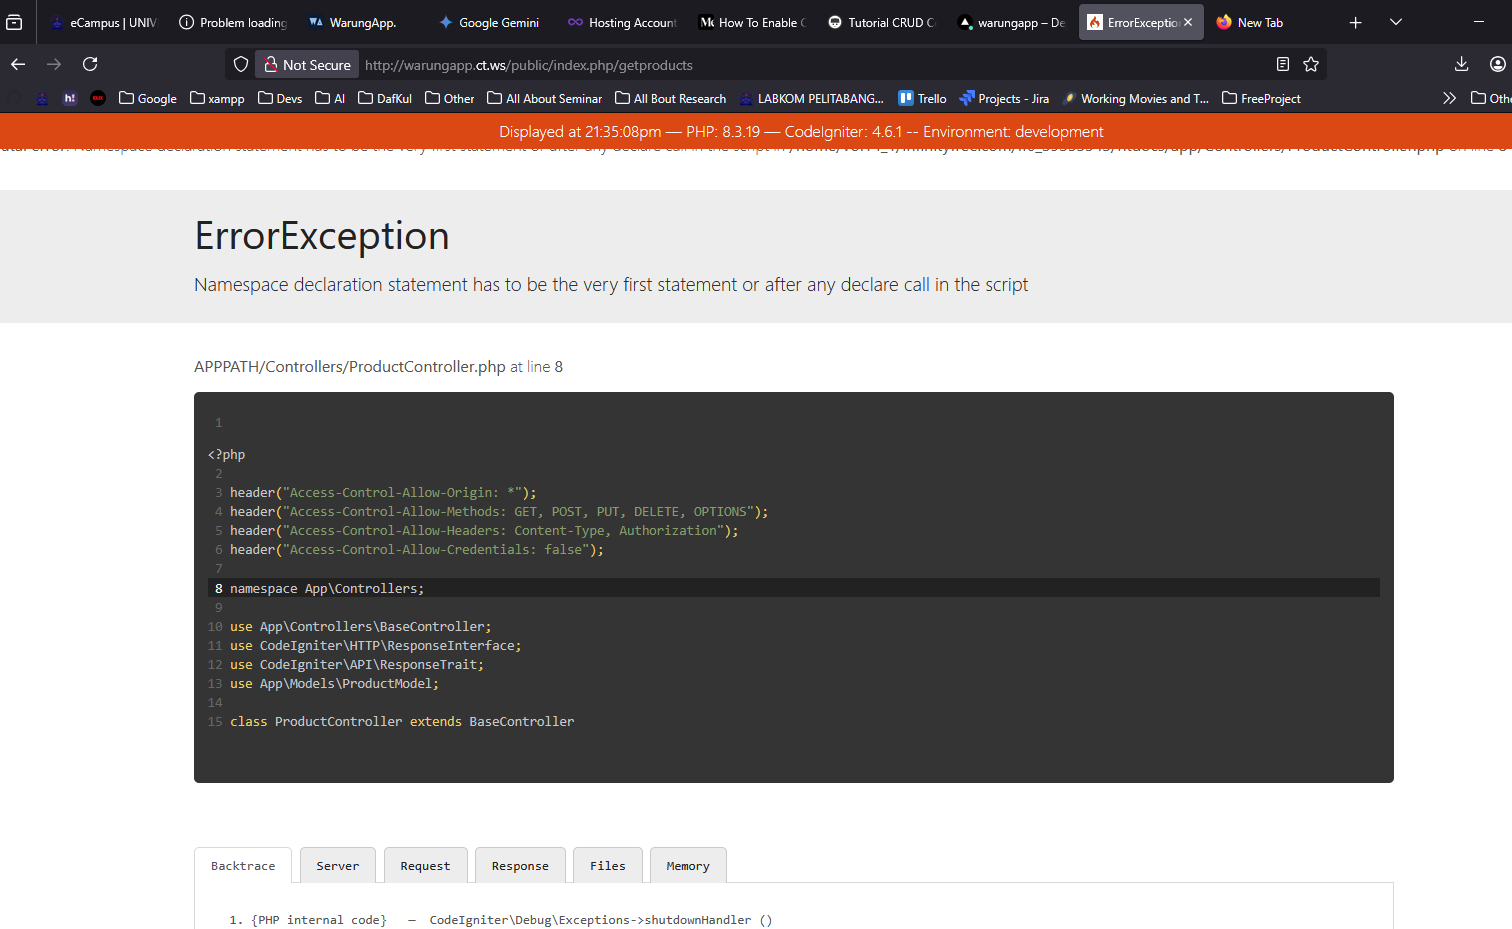 eCampus | UNIV
Problem loading
WarungApp.
Google Gemini
Hosting Account
How To Enable C
Tutorial CRUD C
warungapp – De
ErrorExceptio
New Tab
Not Secure
http://warungapp.ct.ws/public/index.php/getproducts
h!
Google
xampp
Devs
AI
DafKul
Other
All About Seminar
All Bout Research
LABKOM PELITABANG...
Trello
Projects - Jira
Working Movies and T...
FreeProject
Oth
Displayed at 21:35:08pm — PHP: 8.3.19 — CodeIgniter: 4.6.1 -- Environment: development
ErrorException
Namespace declaration statement has to be the very first statement or after any declare call in the script
APPPATH/Controllers/ProductController.php at line 8
1
<?php
2
3 header("Access-Control-Allow-Origin: *");
4 header("Access-Control-Allow-Methods: GET, POST, PUT, DELETE, OPTIONS");
5 header("Access-Control-Allow-Headers: Content-Type, Authorization");
6 header("Access-Control-Allow-Credentials: false");
7
8 namespace App\Controllers;
9
10 use App\Controllers\BaseController;
11 use CodeIgniter\HTTP\ResponseInterface;
12 use CodeIgniter\API\ResponseTrait;
13 use App\Models\ProductModel;
14
15 class ProductController extends BaseController
Backtrace
Server
Request
Response
Files
Memory
1. {PHP internal code} — CodeIgniter\Debug\Exceptions->shutdownHandler ()